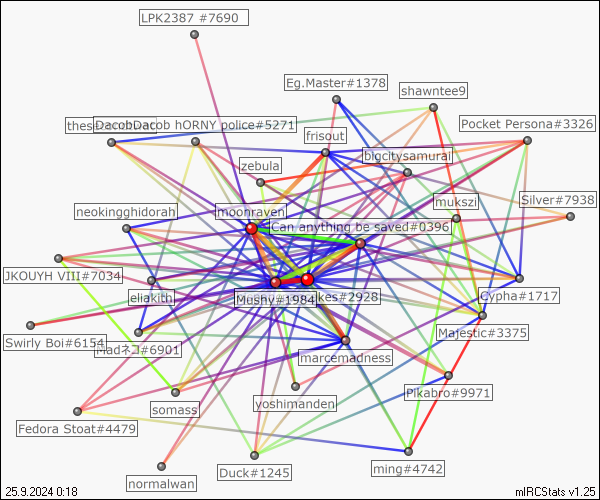 LPK2387 #7690
Eg.Master#1378
shawntee9
these
DacobDacob hORNY police#5271
Pocket Persona#3326
frisout
bigcitysamurai
zebula
mukszi
Silver#7938
neokingghidorah
moonraven
Can anything be saved#0396
JKOUYH VIII#7034
eliakith
Mushy#1984
kes#2928
Cypha#1717
Swirly Boi#6154
Madネコ#6901
Majestic#3375
marcemadness
Pikabro#9971
somass
yoshimanden
Fedora Stoat#4479
normalwan
Duck#1245
ming#4742
25.9.2024 0:18
mIRCStats v1.25